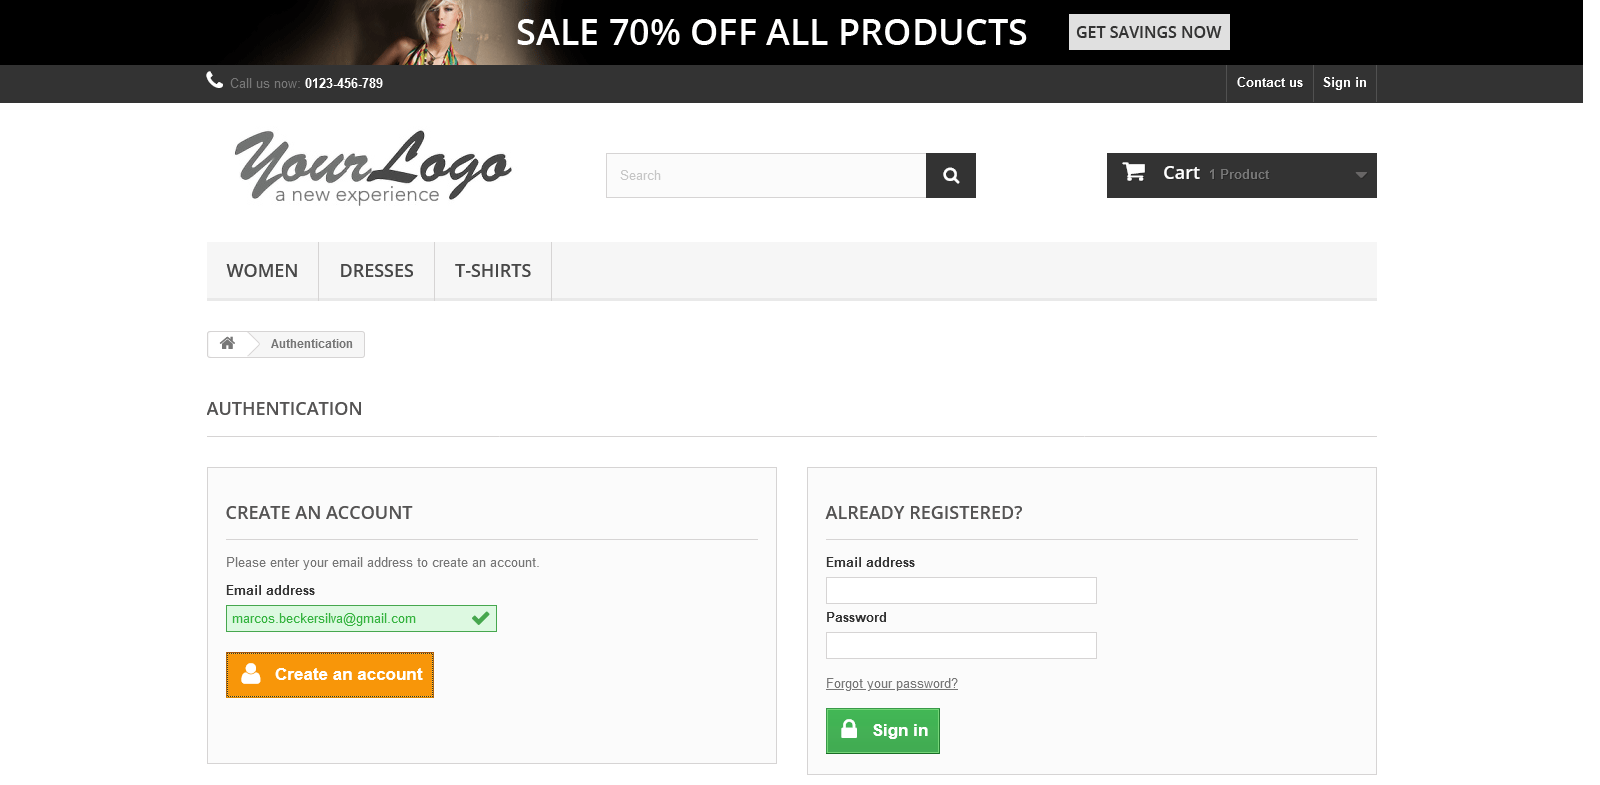 SALE 70% OFF ALL PRODUCTS GET SAVINGS NOW
Call us now: 0123-456-789 Contact us Sign in
YourLogo
a new experience
Search
Cart 1 Product
WOMEN DRESSES T-SHIRTS
Authentication
AUTHENTICATION
CREATE AN ACCOUNT
Please enter your email address to create an account.
Email address
marcos.beckersilva@gmail.com
Create an account
ALREADY REGISTERED?
Email address
Password
Forgot your password?
Sign in